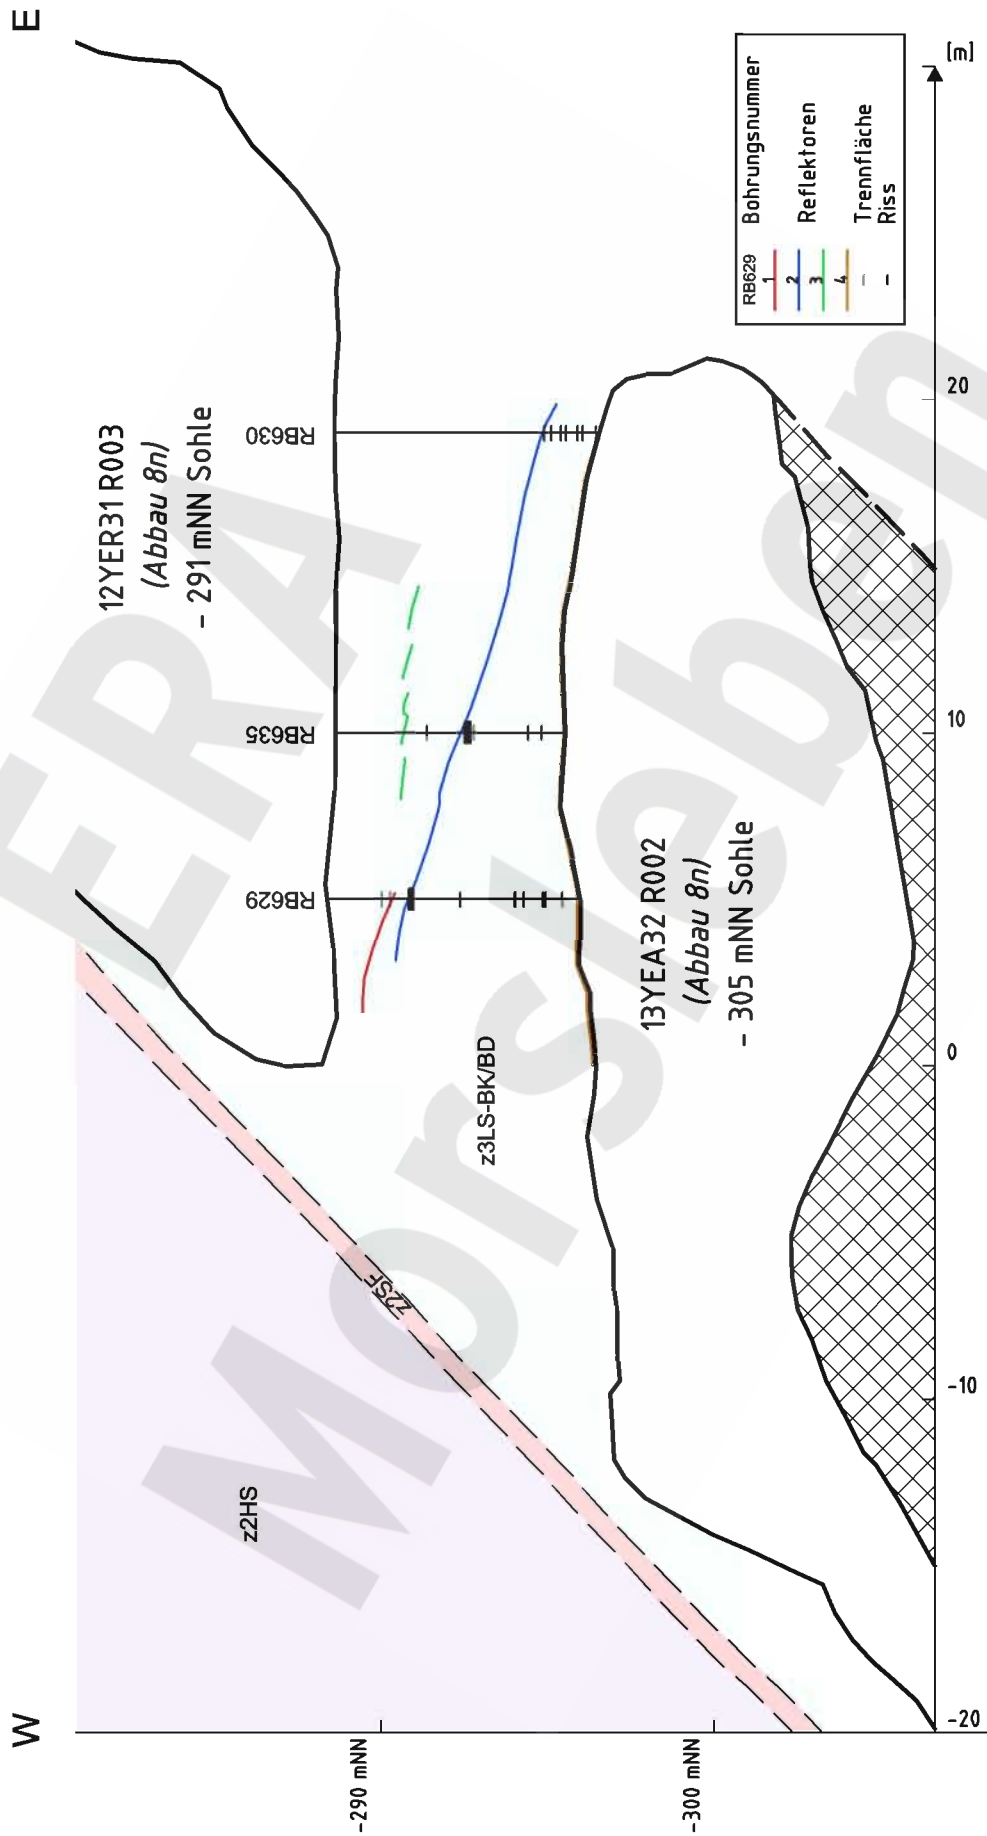 W
E
12YER31 R003
(Abbau 8n)
- 291 mNN Sohle
RB629
RB635
RB630
z2HS
z2SF
z3LS-BK/BD
13YEA32 R002
(Abbau 8n)
- 305 mNN Sohle
-290 mNN
-300 mNN
-20
-10
0
10
20
[m]
RB629 Bohrungsnummer
1
2 Reflektoren
3
4
Trennfläche
Riss
ERA
Morsleben